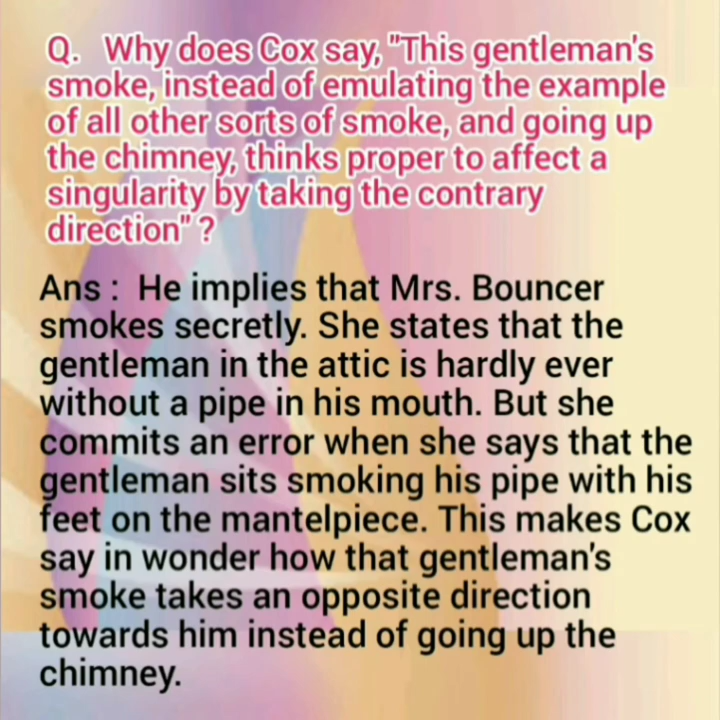 Q. Why does Cox say, "This gentleman's
smoke, instead of emulating the example
of all other sorts of smoke, and going up
the chimney, thinks proper to affect a
singularity by taking the contrary
direction" ?
Ans : He implies that Mrs. Bouncer
smokes secretly. She states that the
gentleman in the attic is hardly ever
without a pipe in his mouth. But she
commits an error when she says that the
gentleman sits smoking his pipe with his
feet on the mantelpiece. This makes Cox
say in wonder how that gentleman's
smoke takes an opposite direction
towards him instead of going up the
chimney.